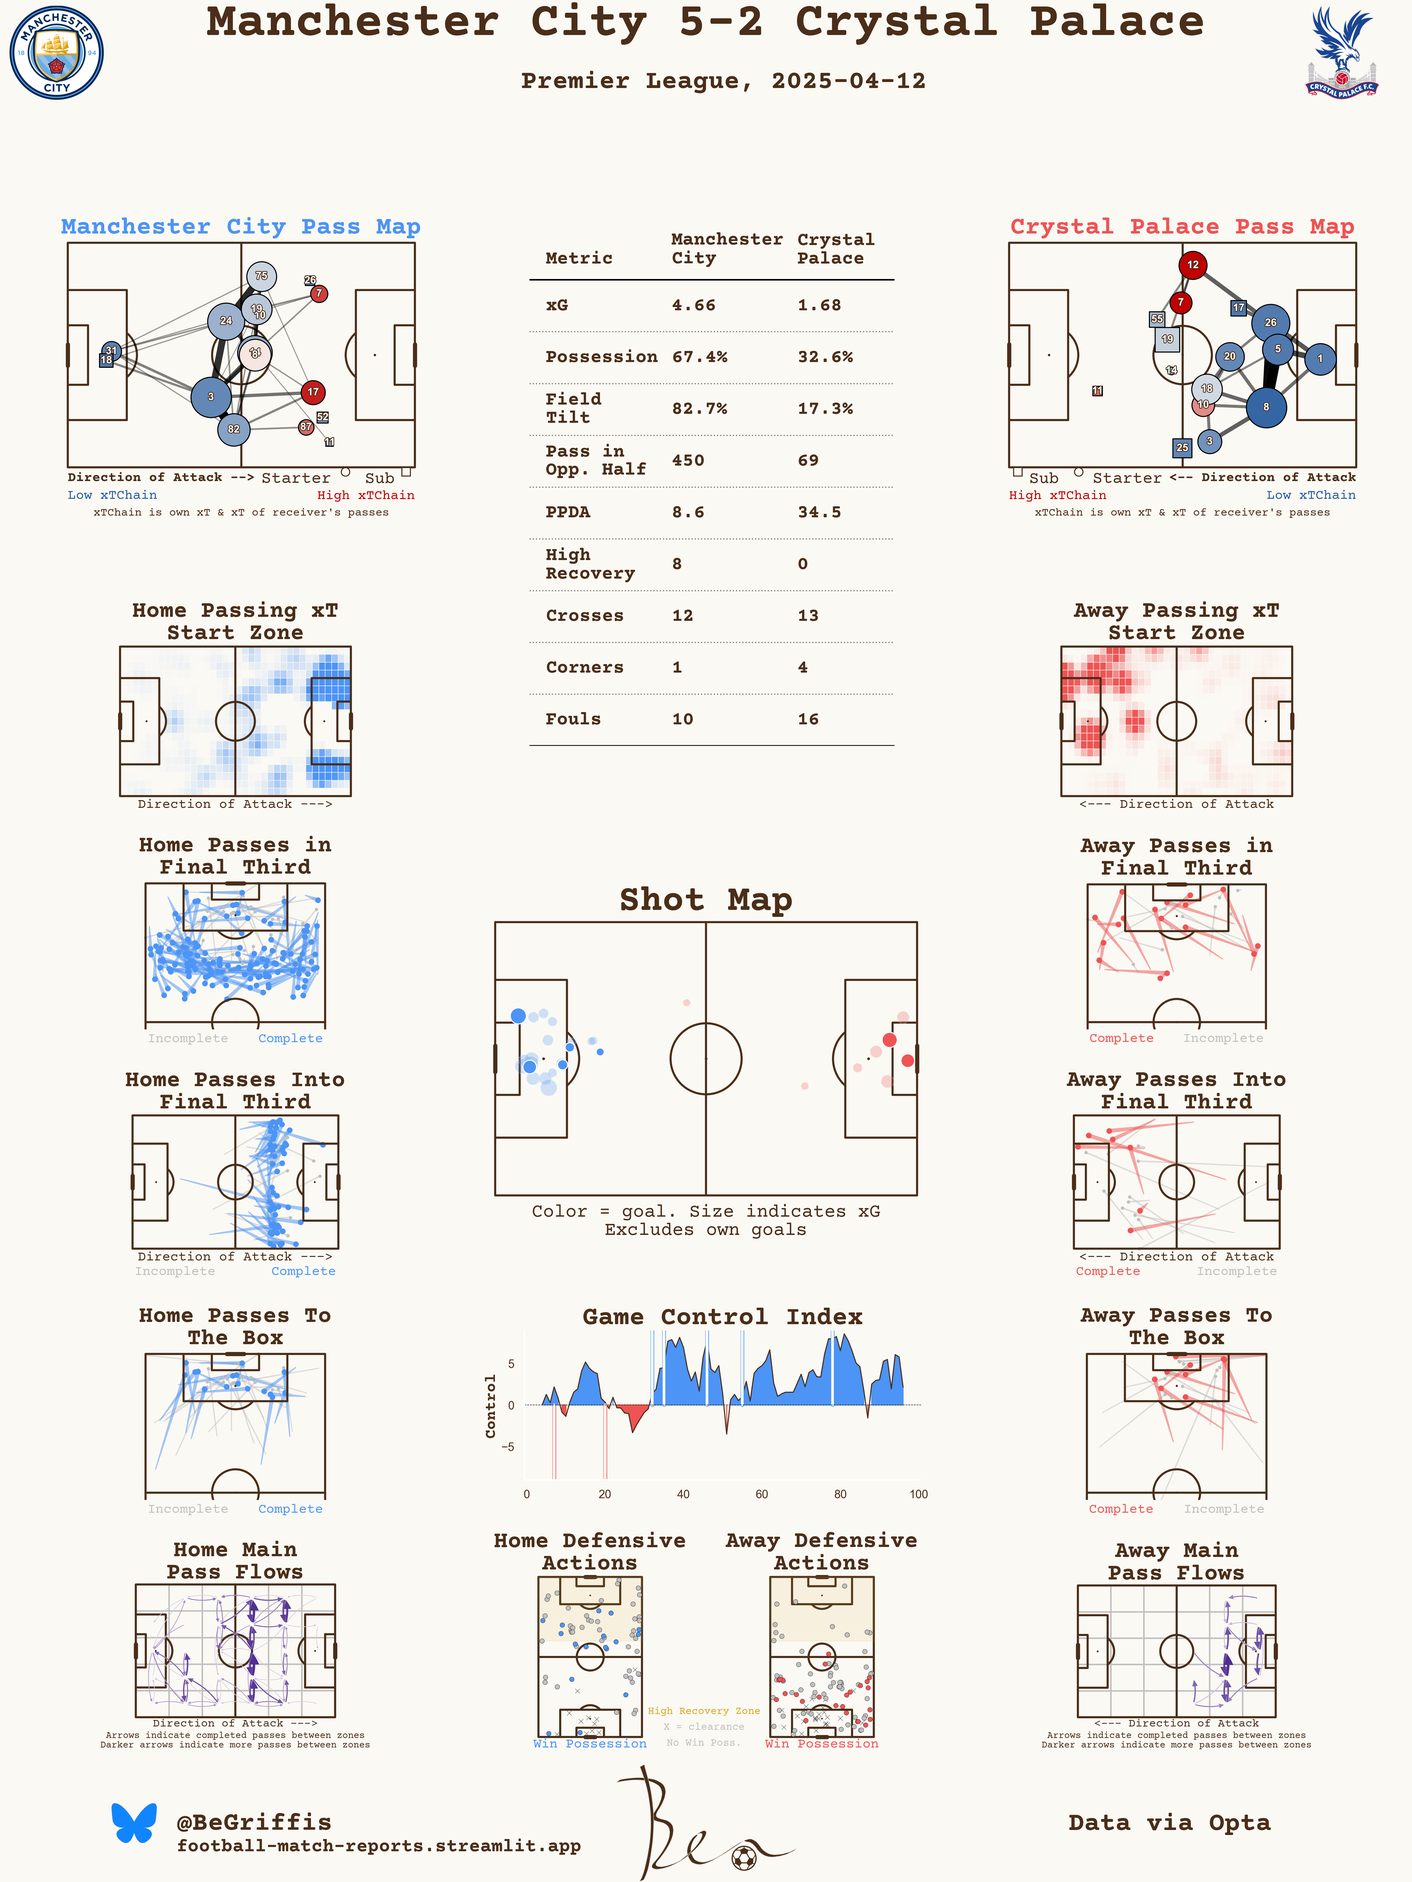 Manchester City 5-2 Crystal Palace
Premier League, 2025-04-12
MANCHESTER
18 94
CITY
CRYSTAL PALACE F.C.
Manchester City Pass Map
75
26
7
19
10
24
31
18
8
3
17
52
82
87
11
Direction of Attack --> Starter Sub
Low xTChain High xTChain
xTChain is own xT & xT of receiver's passes
Metric Manchester City Crystal Palace
xG 4.66 1.68
Possession 67.4% 32.6%
Field Tilt 82.7% 17.3%
Pass in Opp. Half 450 69
PPDA 8.6 34.5
High Recovery 8 0
Crosses 12 13
Corners 1 4
Fouls 10 16
Crystal Palace Pass Map
12
7
17
55
26
19
5
20
1
14
18
11
10
8
3
25
Sub Starter <-- Direction of Attack
High xTChain Low xTChain
xTChain is own xT & xT of receiver's passes
Home Passing xT
Start Zone
Direction of Attack --->
Away Passing xT
Start Zone
<--- Direction of Attack
Home Passes in
Final Third
Incomplete Complete
Away Passes in
Final Third
Complete Incomplete
Shot Map
Color = goal. Size indicates xG
Excludes own goals
Home Passes Into
Final Third
Direction of Attack --->
Incomplete Complete
Away Passes Into
Final Third
<--- Direction of Attack
Complete Incomplete
Home Passes To
The Box
Incomplete Complete
Game Control Index
Control
5
0
−5
0 20 40 60 80 100
Away Passes To
The Box
Complete Incomplete
Home Main
Pass Flows
Direction of Attack --->
Arrows indicate completed passes between zones
Darker arrows indicate more passes between zones
Home Defensive
Actions
Win Possession
High Recovery Zone
X = clearance
No Win Poss.
Away Defensive
Actions
Win Possession
Away Main
Pass Flows
<--- Direction of Attack
Arrows indicate completed passes between zones
Darker arrows indicate more passes between zones
@BeGriffis
football-match-reports.streamlit.app
Ben
Data via Opta